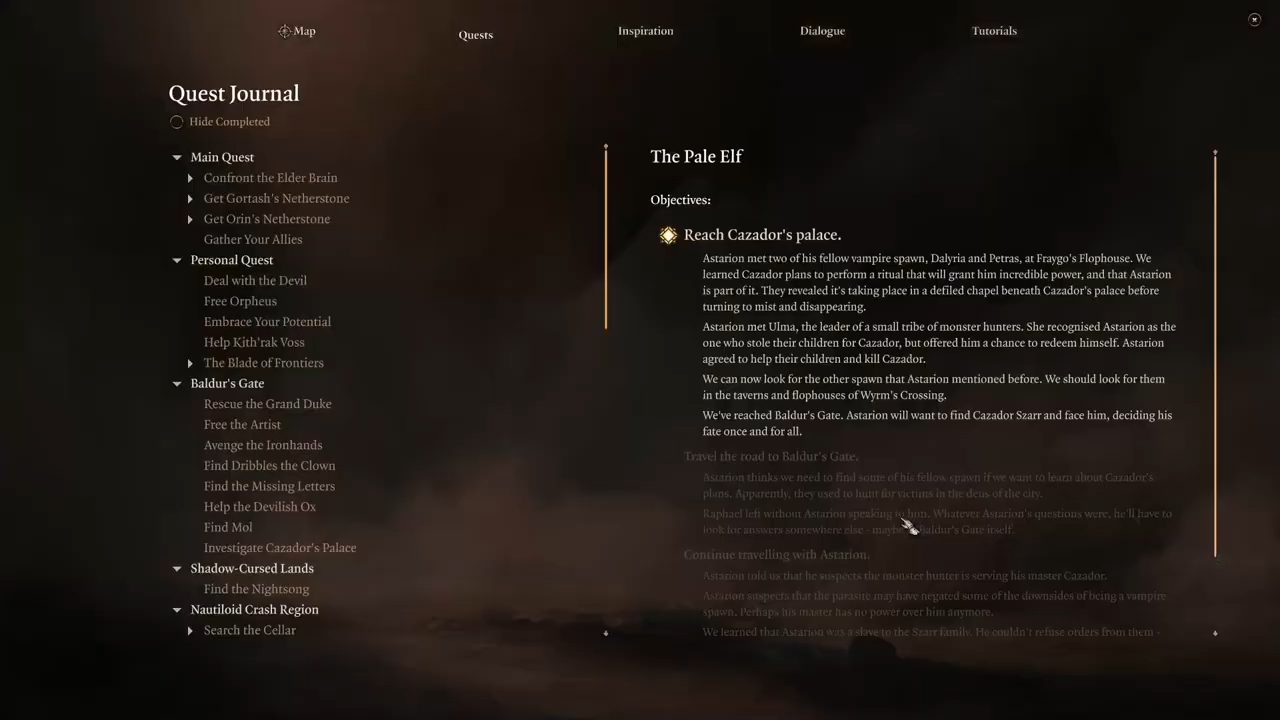 Map
Quests
Inspiration
Dialogue
Tutorials
Quest Journal
Hide Completed
Main Quest
Confront the Elder Brain
Get Gortash's Netherstone
Get Orin's Netherstone
Gather Your Allies
Personal Quest
Deal with the Devil
Free Orpheus
Embrace Your Potential
Help Kith'rak Voss
The Blade of Frontiers
Baldur's Gate
Rescue the Grand Duke
Free the Artist
Avenge the Ironhands
Find Dribbles the Clown
Find the Missing Letters
Help the Devilish Ox
Find Mol
Investigate Cazador's Palace
Shadow-Cursed Lands
Find the Nightsong
Nautiloid Crash Region
Search the Cellar
The Pale Elf
Objectives:
Reach Cazador's palace.
Astarion met two of his fellow vampire spawn, Dalyria and Petras, at Fraygo's Flophouse. We
learned Cazador plans to perform a ritual that will grant him incredible power, and that Astarion
is part of it. They revealed it's taking place in a defiled chapel beneath Cazador's palace before
turning to mist and disappearing.
Astarion met Ulma, the leader of a small tribe of monster hunters. She recognised Astarion as the
one who stole their children for Cazador, but offered him a chance to redeem himself. Astarion
agreed to help their children and kill Cazador.
We can now look for the other spawn that Astarion mentioned before. We should look for them
in the taverns and flophouses of Wyrm's Crossing.
We've reached Baldur's Gate. Astarion will want to find Cazador Szarr and face him, deciding his
fate once and for all.
Travel the road to Baldur's Gate.
Astarion thinks we need to find some of his fellow spawn if we want to learn about Cazador's
plans. Apparently, they used to hunt for victims in the dens of the city.
Raphael left without Astarion speaking to him. Whatever Astarion's questions were, he'll have to
look for answers somewhere else - Baldur's Gate itself.
Continue travelling with Astarion.
Astarion told us that he suspects the monster hunter is serving his master Cazador.
Astarion suspects that the parasite may have negated some of the downsides of being a vampire
spawn. Perhaps his master has no power over him anymore.
We learned that Astarion was a slave to the Szarr family. He couldn't refuse orders from them -